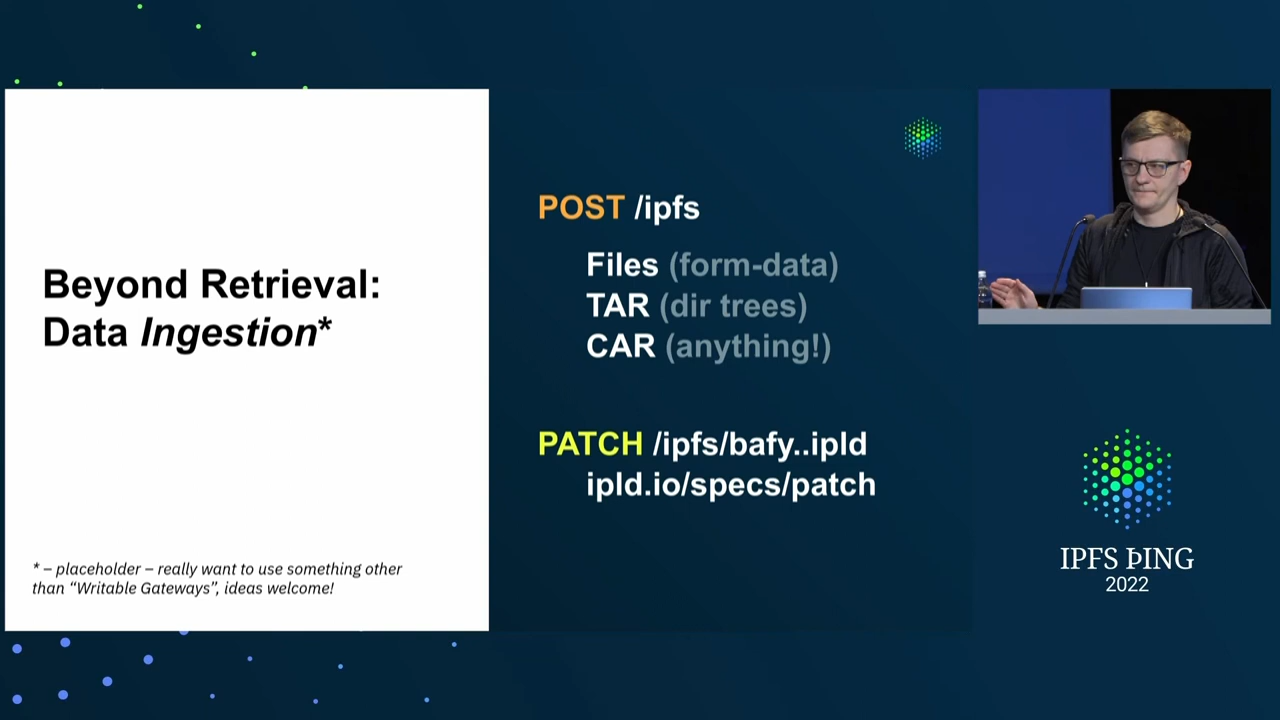 Beyond Retrieval:
Data Ingestion*
* – placeholder – really want to use something other
than “Writable Gateways”, ideas welcome!
POST /ipfs
Files (form-data)
TAR (dir trees)
CAR (anything!)
PATCH /ipfs/bafy..ipld
ipld.io/specs/patch
IPFS ÞING
2022